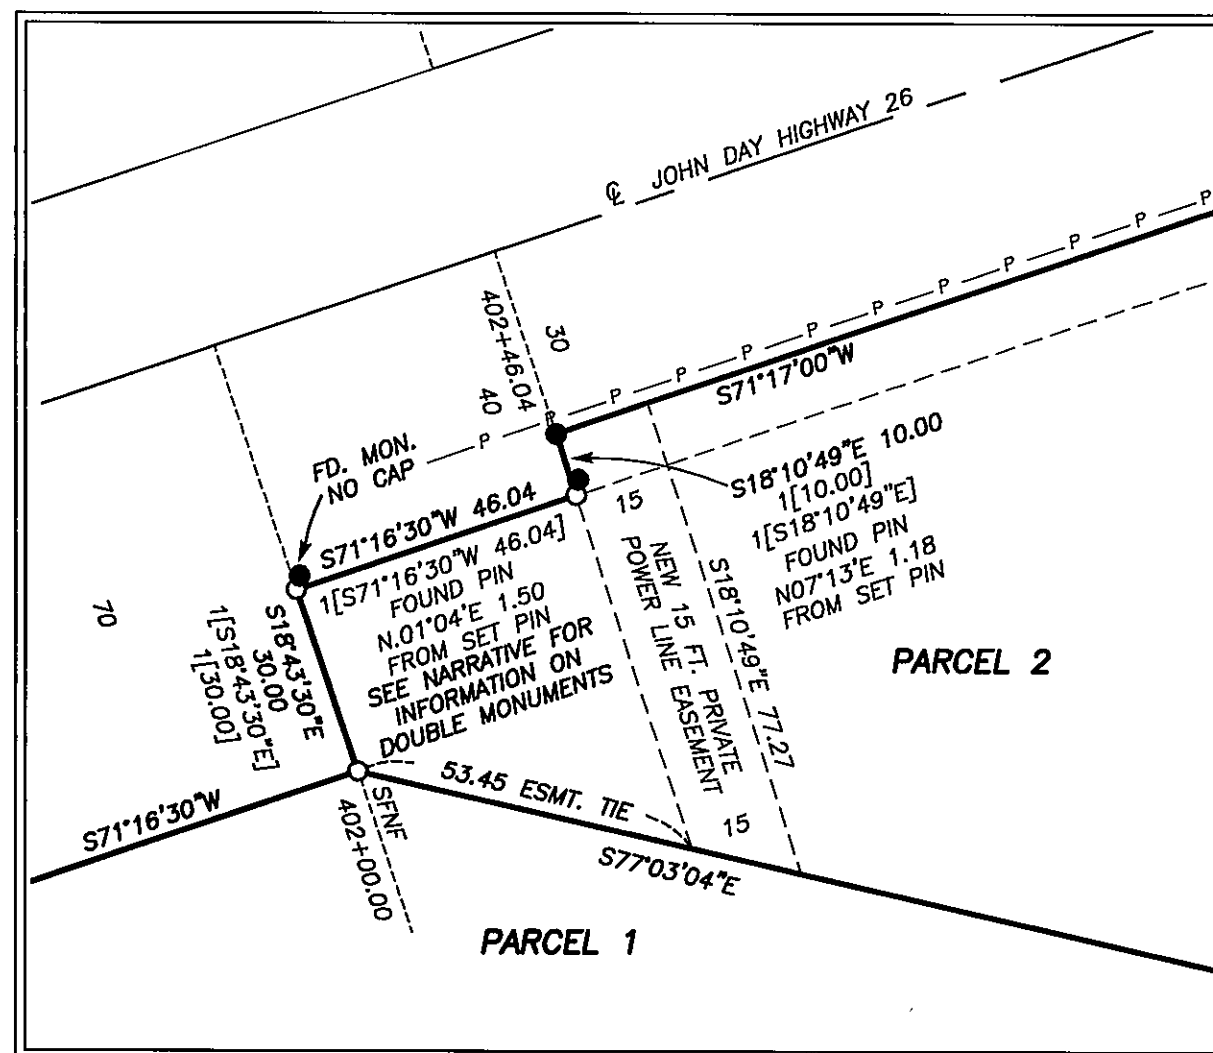 ℄ JOHN DAY HIGHWAY 26
P P P P P P P P P P P P
402+46.04
30
40
S71°17'00"W
FD. MON.
NO CAP
S71°16'30"W 46.04
1[S71°16'30"W 46.04]
FOUND PIN
N.01°04'E 1.50
FROM SET PIN
SEE NARRATIVE FOR
INFORMATION ON
DOUBLE MONUMENTS
S18°10'49"E 10.00
1[10.00]
1[S18°10'49"E]
FOUND PIN
N07°13'E 1.18
FROM SET PIN
15
NEW 15 FT. PRIVATE
POWER LINE EASEMENT
S18°10'49"E 77.27
15
70
S18°43'30"E
30.00
1[S18°43'30"E]
1[30.00]
PARCEL 2
S71°16'30"W
SFNF
402+00.00
53.45 ESMT. TIE
S77°03'04"E
PARCEL 1